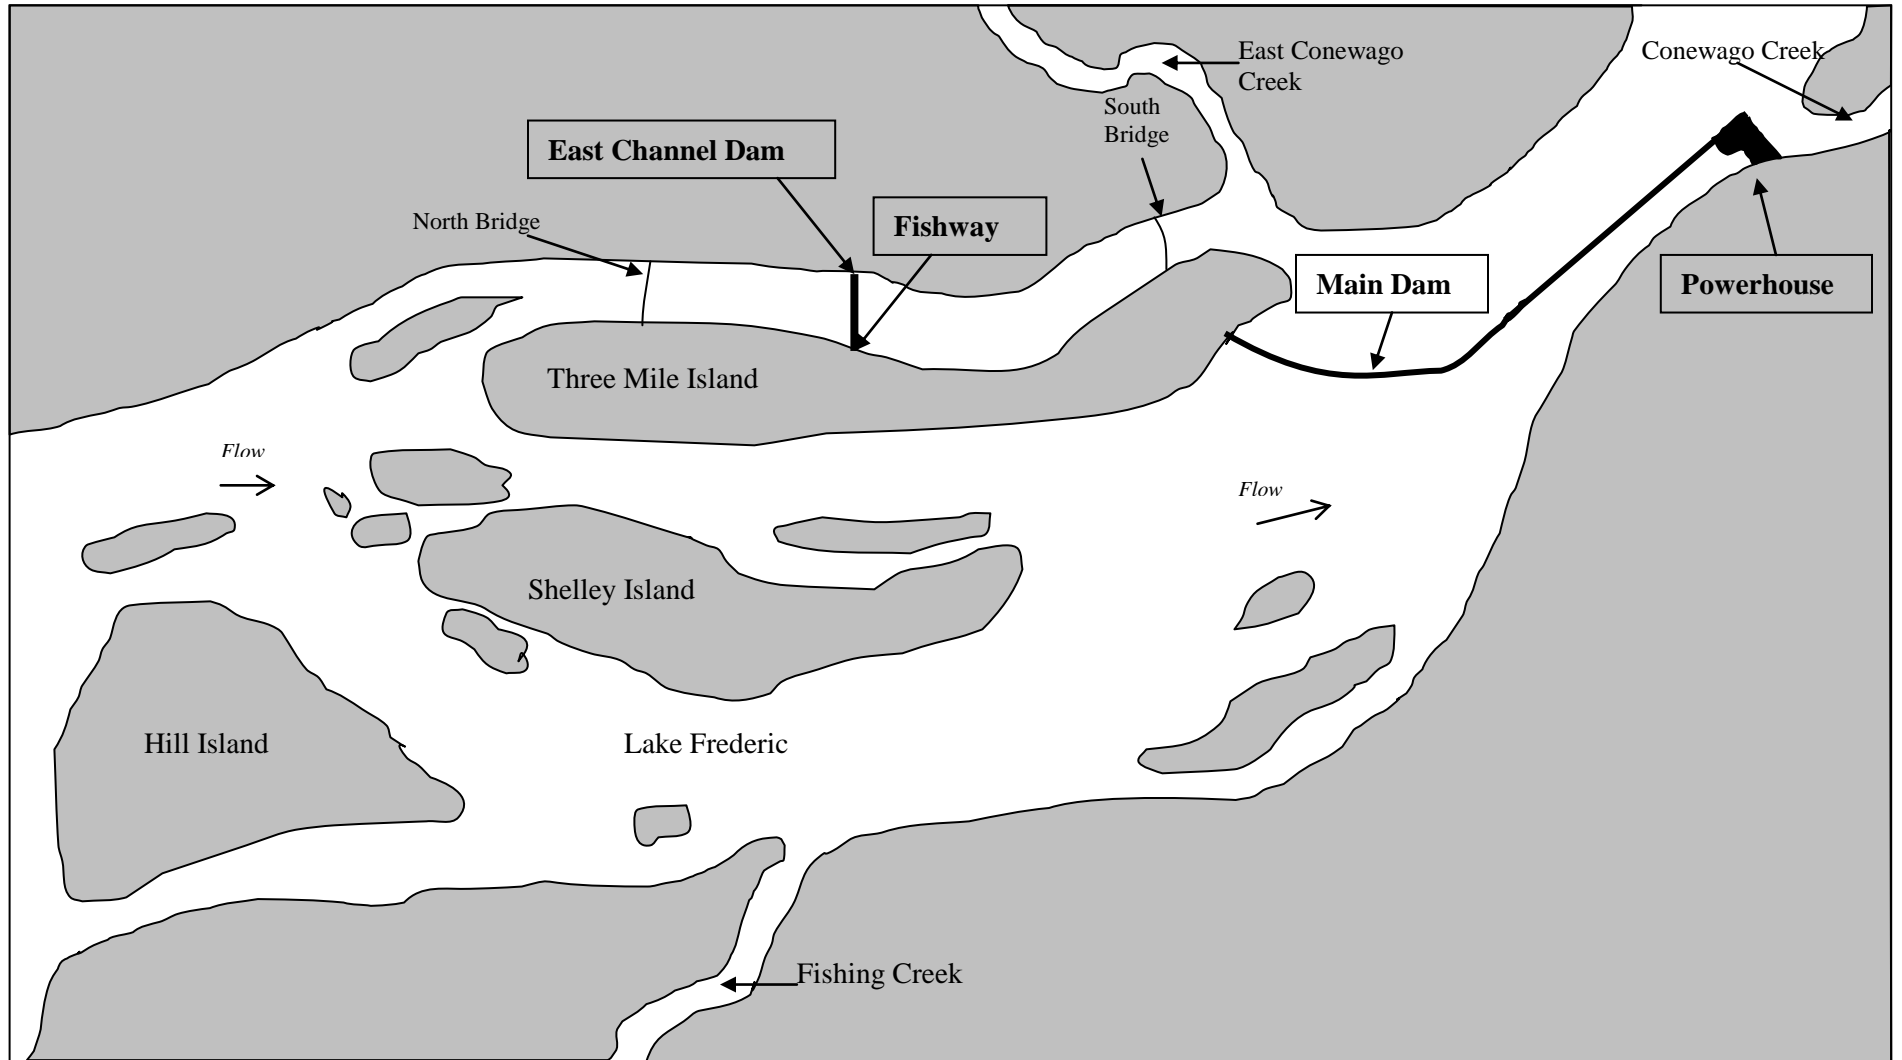 East Conewago
Creek
Conewago Creek
South
Bridge
East Channel Dam
Fishway
North Bridge
Main Dam
Powerhouse
Three Mile Island
Flow
Flow
Shelley Island
Hill Island
Lake Frederic
Fishing Creek